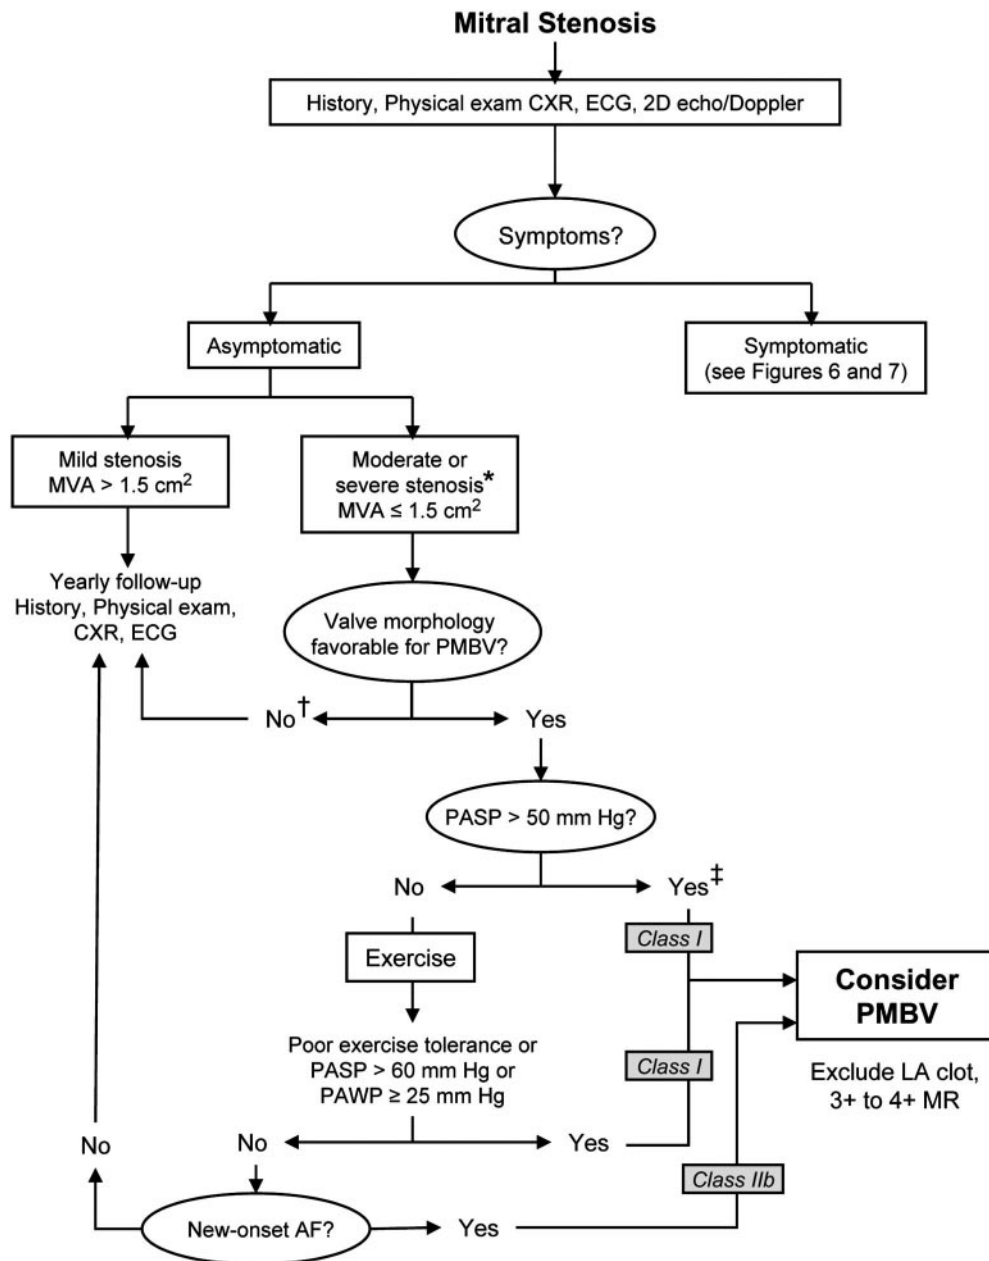 Mitral Stenosis
History, Physical exam CXR, ECG, 2D echo/Doppler
Symptoms?
Asymptomatic
Symptomatic
(see Figures 6 and 7)
Mild stenosis
MVA > 1.5 cm²
Moderate or
severe stenosis*
MVA ≤ 1.5 cm²
Yearly follow-up
History, Physical exam,
CXR, ECG
Valve morphology
favorable for PMBV?
No†
Yes
PASP > 50 mm Hg?
No
Yes‡
Class I
Exercise
Consider
PMBV
Poor exercise tolerance or
PASP > 60 mm Hg or
PAWP ≥ 25 mm Hg
Class I
Exclude LA clot,
3+ to 4+ MR
No
No
Yes
Class IIb
New-onset AF?
Yes